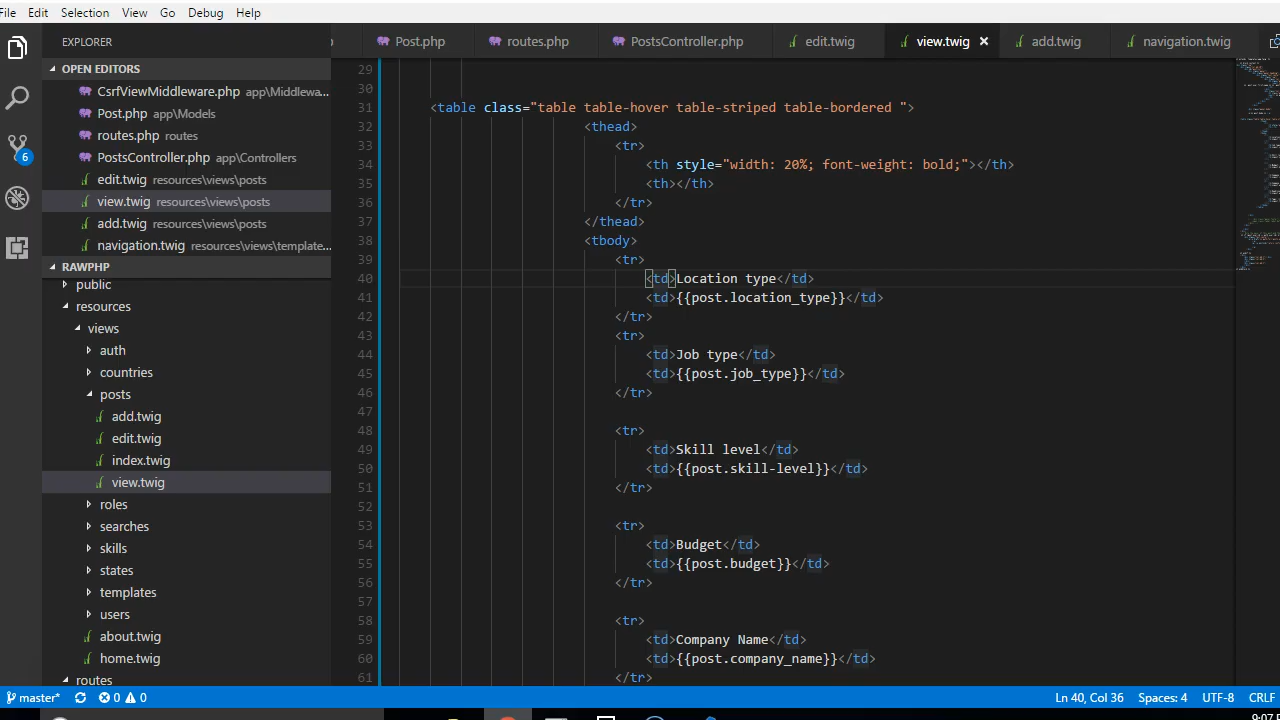 File Edit Selection View Go Debug Help
EXPLORER
Post.php routes.php PostsController.php edit.twig view.twig × add.twig navigation.twig
OPEN EDITORS
CsrfViewMiddleware.php app\Middlewa...
Post.php app\Models
routes.php routes
PostsController.php app\Controllers
edit.twig resources\views\posts
view.twig resources\views\posts
add.twig resources\views\posts
navigation.twig resources\views\template...
RAWPHP
public
resources
views
auth
countries
posts
add.twig
edit.twig
index.twig
view.twig
roles
searches
skills
states
templates
users
about.twig
home.twig
routes
6
29
30
31 <table class="table table-hover table-striped table-bordered ">
32 <thead>
33 <tr>
34 <th style="width: 20%; font-weight: bold;"></th>
35 <th></th>
36 </tr>
37 </thead>
38 <tbody>
39 <tr>
40 <td>Location type</td>
41 <td>{{post.location_type}}</td>
42 </tr>
43 <tr>
44 <td>Job type</td>
45 <td>{{post.job_type}}</td>
46 </tr>
47
48 <tr>
49 <td>Skill level</td>
50 <td>{{post.skill-level}}</td>
51 </tr>
52
53 <tr>
54 <td>Budget</td>
55 <td>{{post.budget}}</td>
56 </tr>
57
58 <tr>
59 <td>Company Name</td>
60 <td>{{post.company_name}}</td>
61 </tr>
master* 0 0 Ln 40, Col 36 Spaces: 4 UTF-8 CRLF